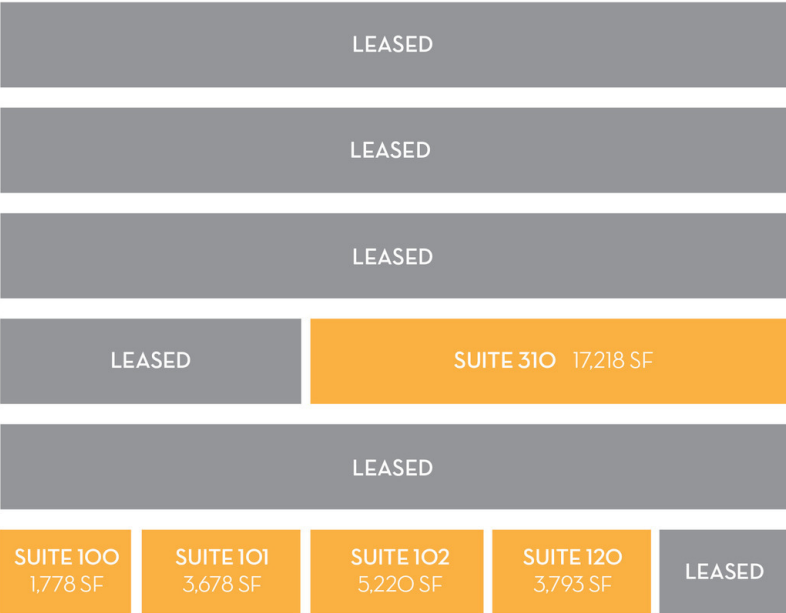 LEASED
LEASED
LEASED
LEASED
SUITE 310 17,218 SF
LEASED
SUITE 100
1,778 SF
SUITE 101
3,678 SF
SUITE 102
5,220 SF
SUITE 120
3,793 SF
LEASED